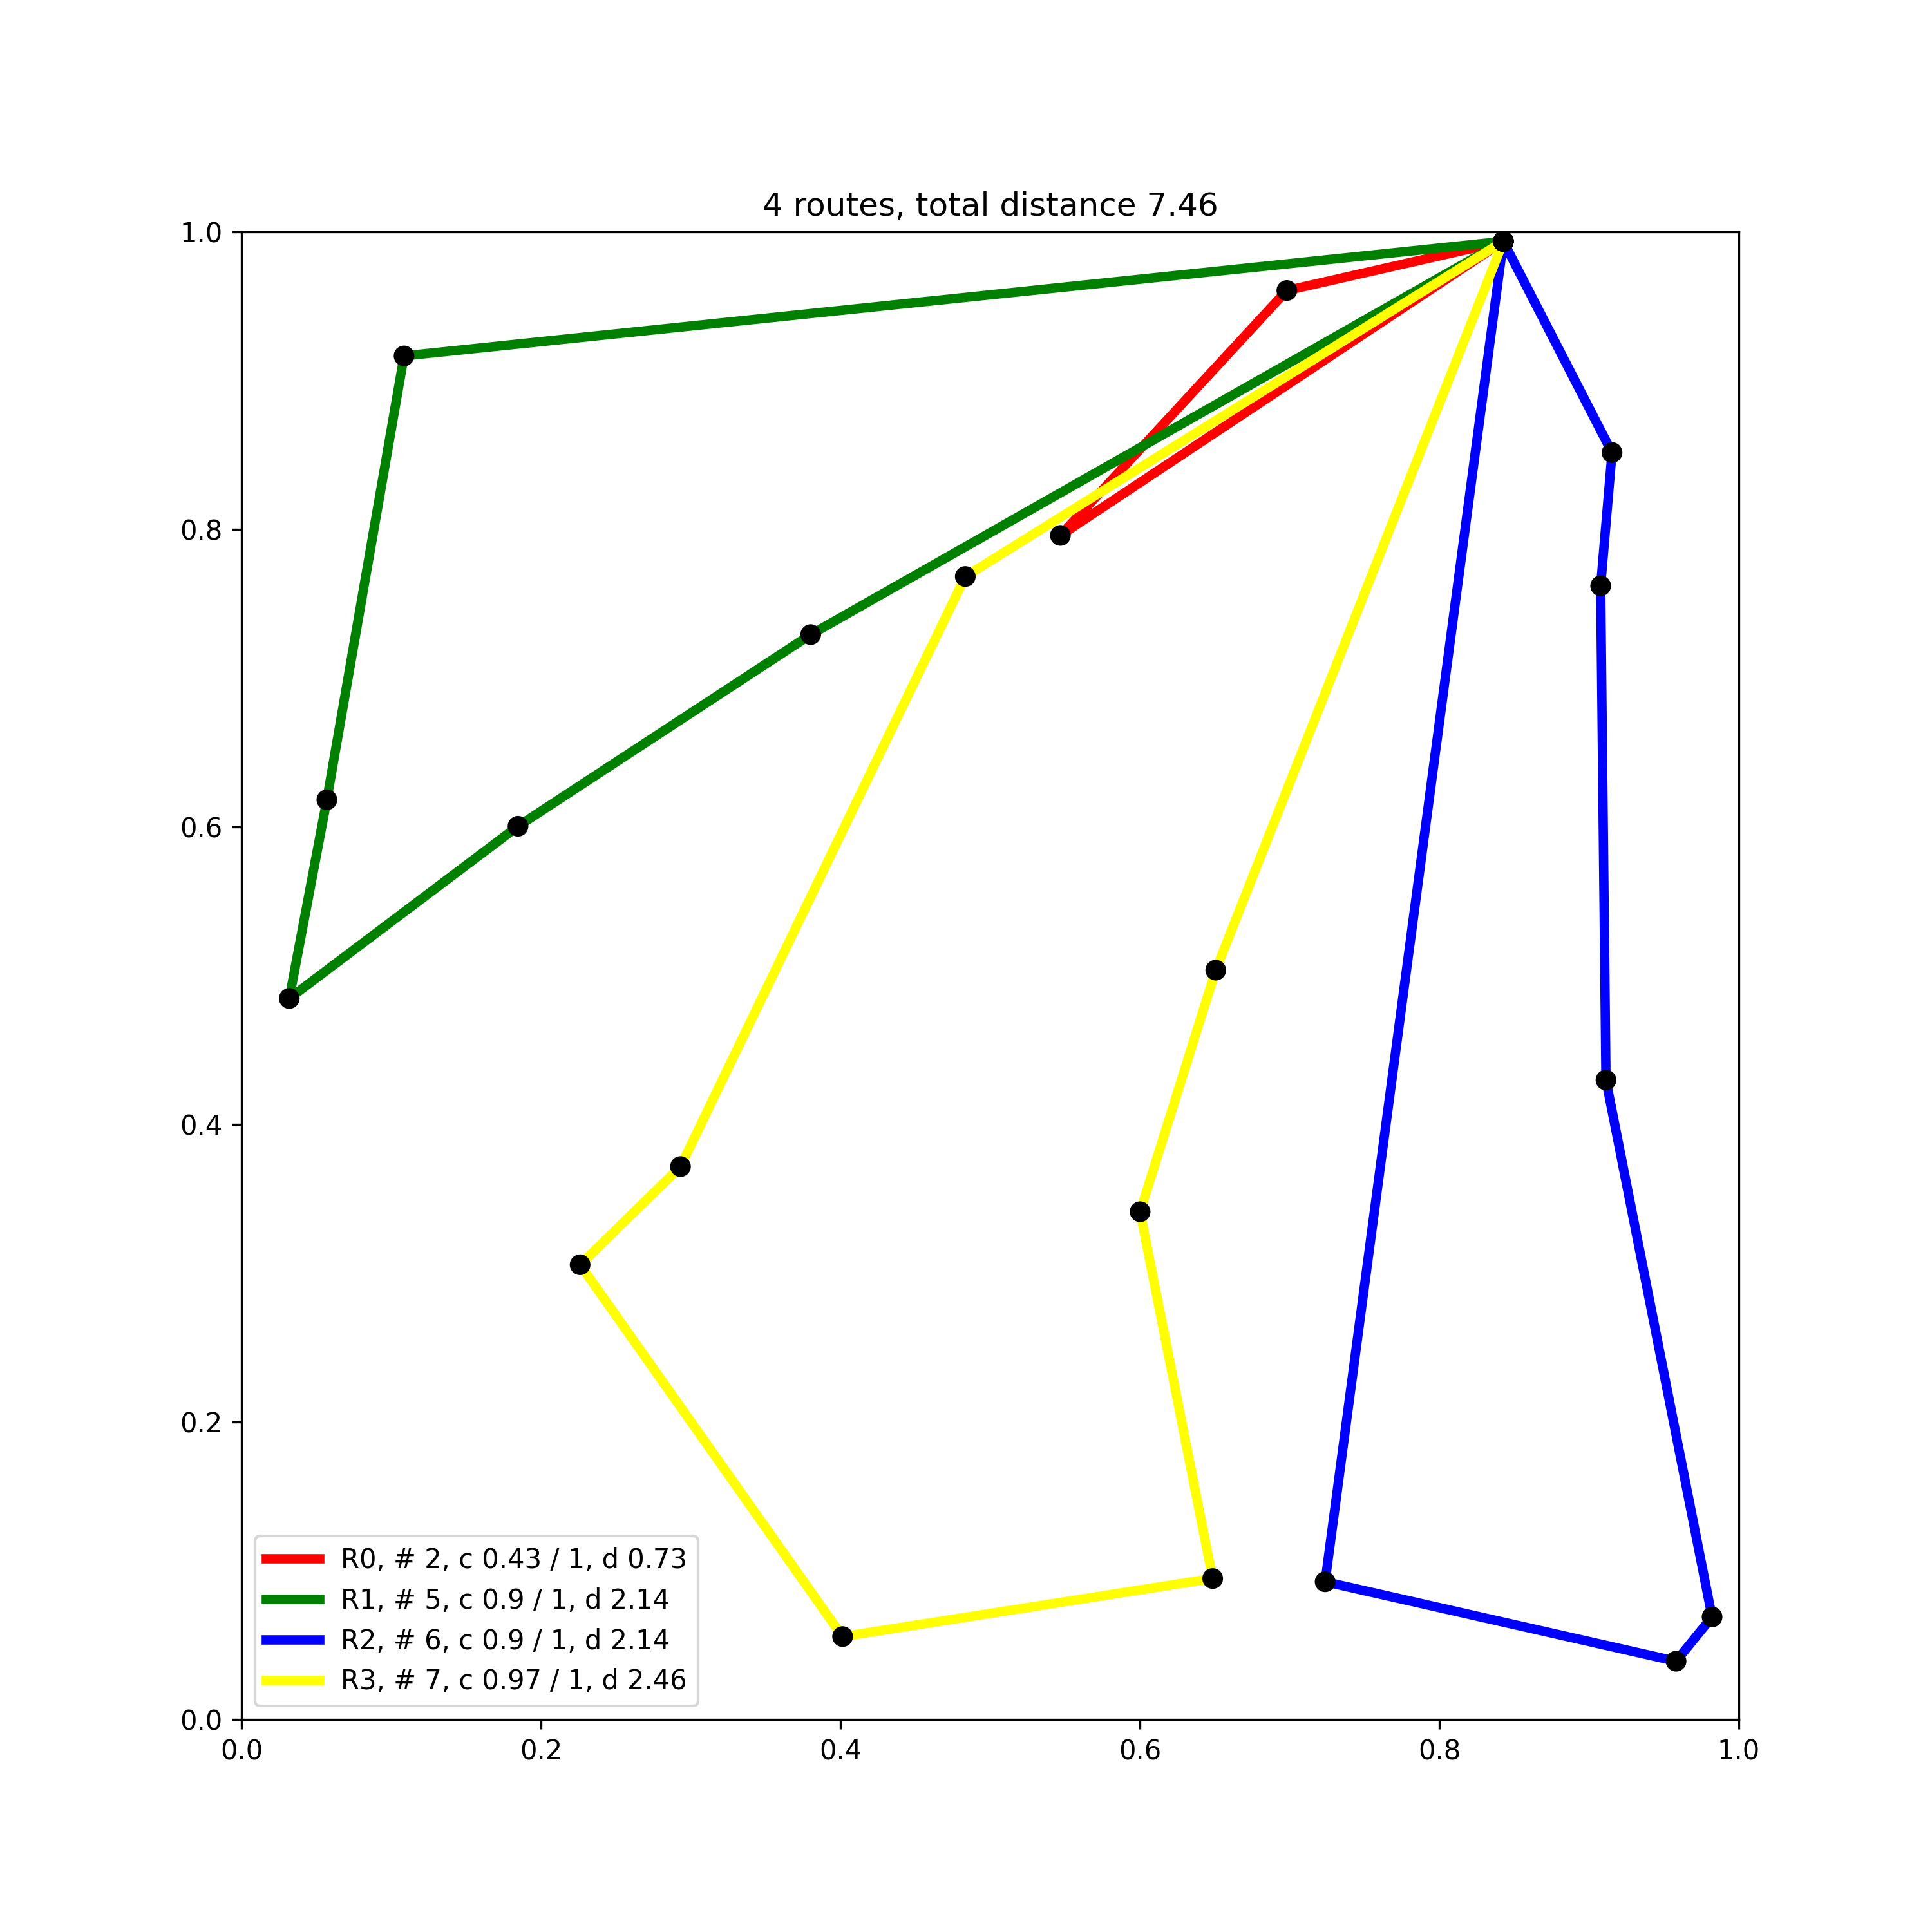 4 routes, total distance 7.46
1.0
0.8
0.6
0.4
0.2
0.0
R0, # 2, c 0.43 / 1, d 0.73
R1, # 5, c 0.9 / 1, d 2.14
R2, # 6, c 0.9 / 1, d 2.14
R3, # 7, c 0.97 / 1, d 2.46
0.0 0.2 0.4 0.6 0.8 1.0